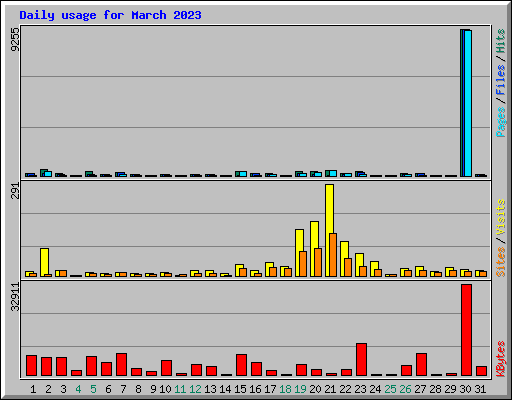 Daily usage for March 2023
9255
Pages / Files / Hits
291
Sites / Visits
32911
KBytes
1 2 3 4 5 6 7 8 9 10 11 12 13 14 15 16 17 18 19 20 21 22 23 24 25 26 27 28 29 30 31